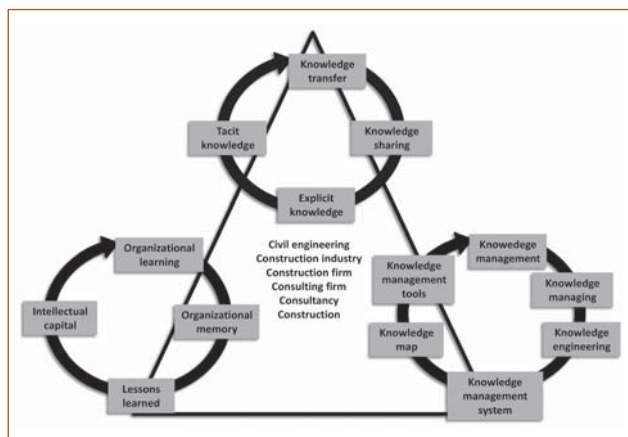 Knowledge
transfer
Tacit
knowledge
Knowledge
sharing
Explicit
knowledge
Civil engineering
Construction industry
Construction firm
Consulting firm
Consultancy
Construction
Organizational
learning
Intellectual
capital
Organizational
memory
Lessons
learned
Knowedege
management
Knowledge
management
tools
Knowledge
managing
Knowledge
map
Knowledge
engineering
Knowledge
management
system